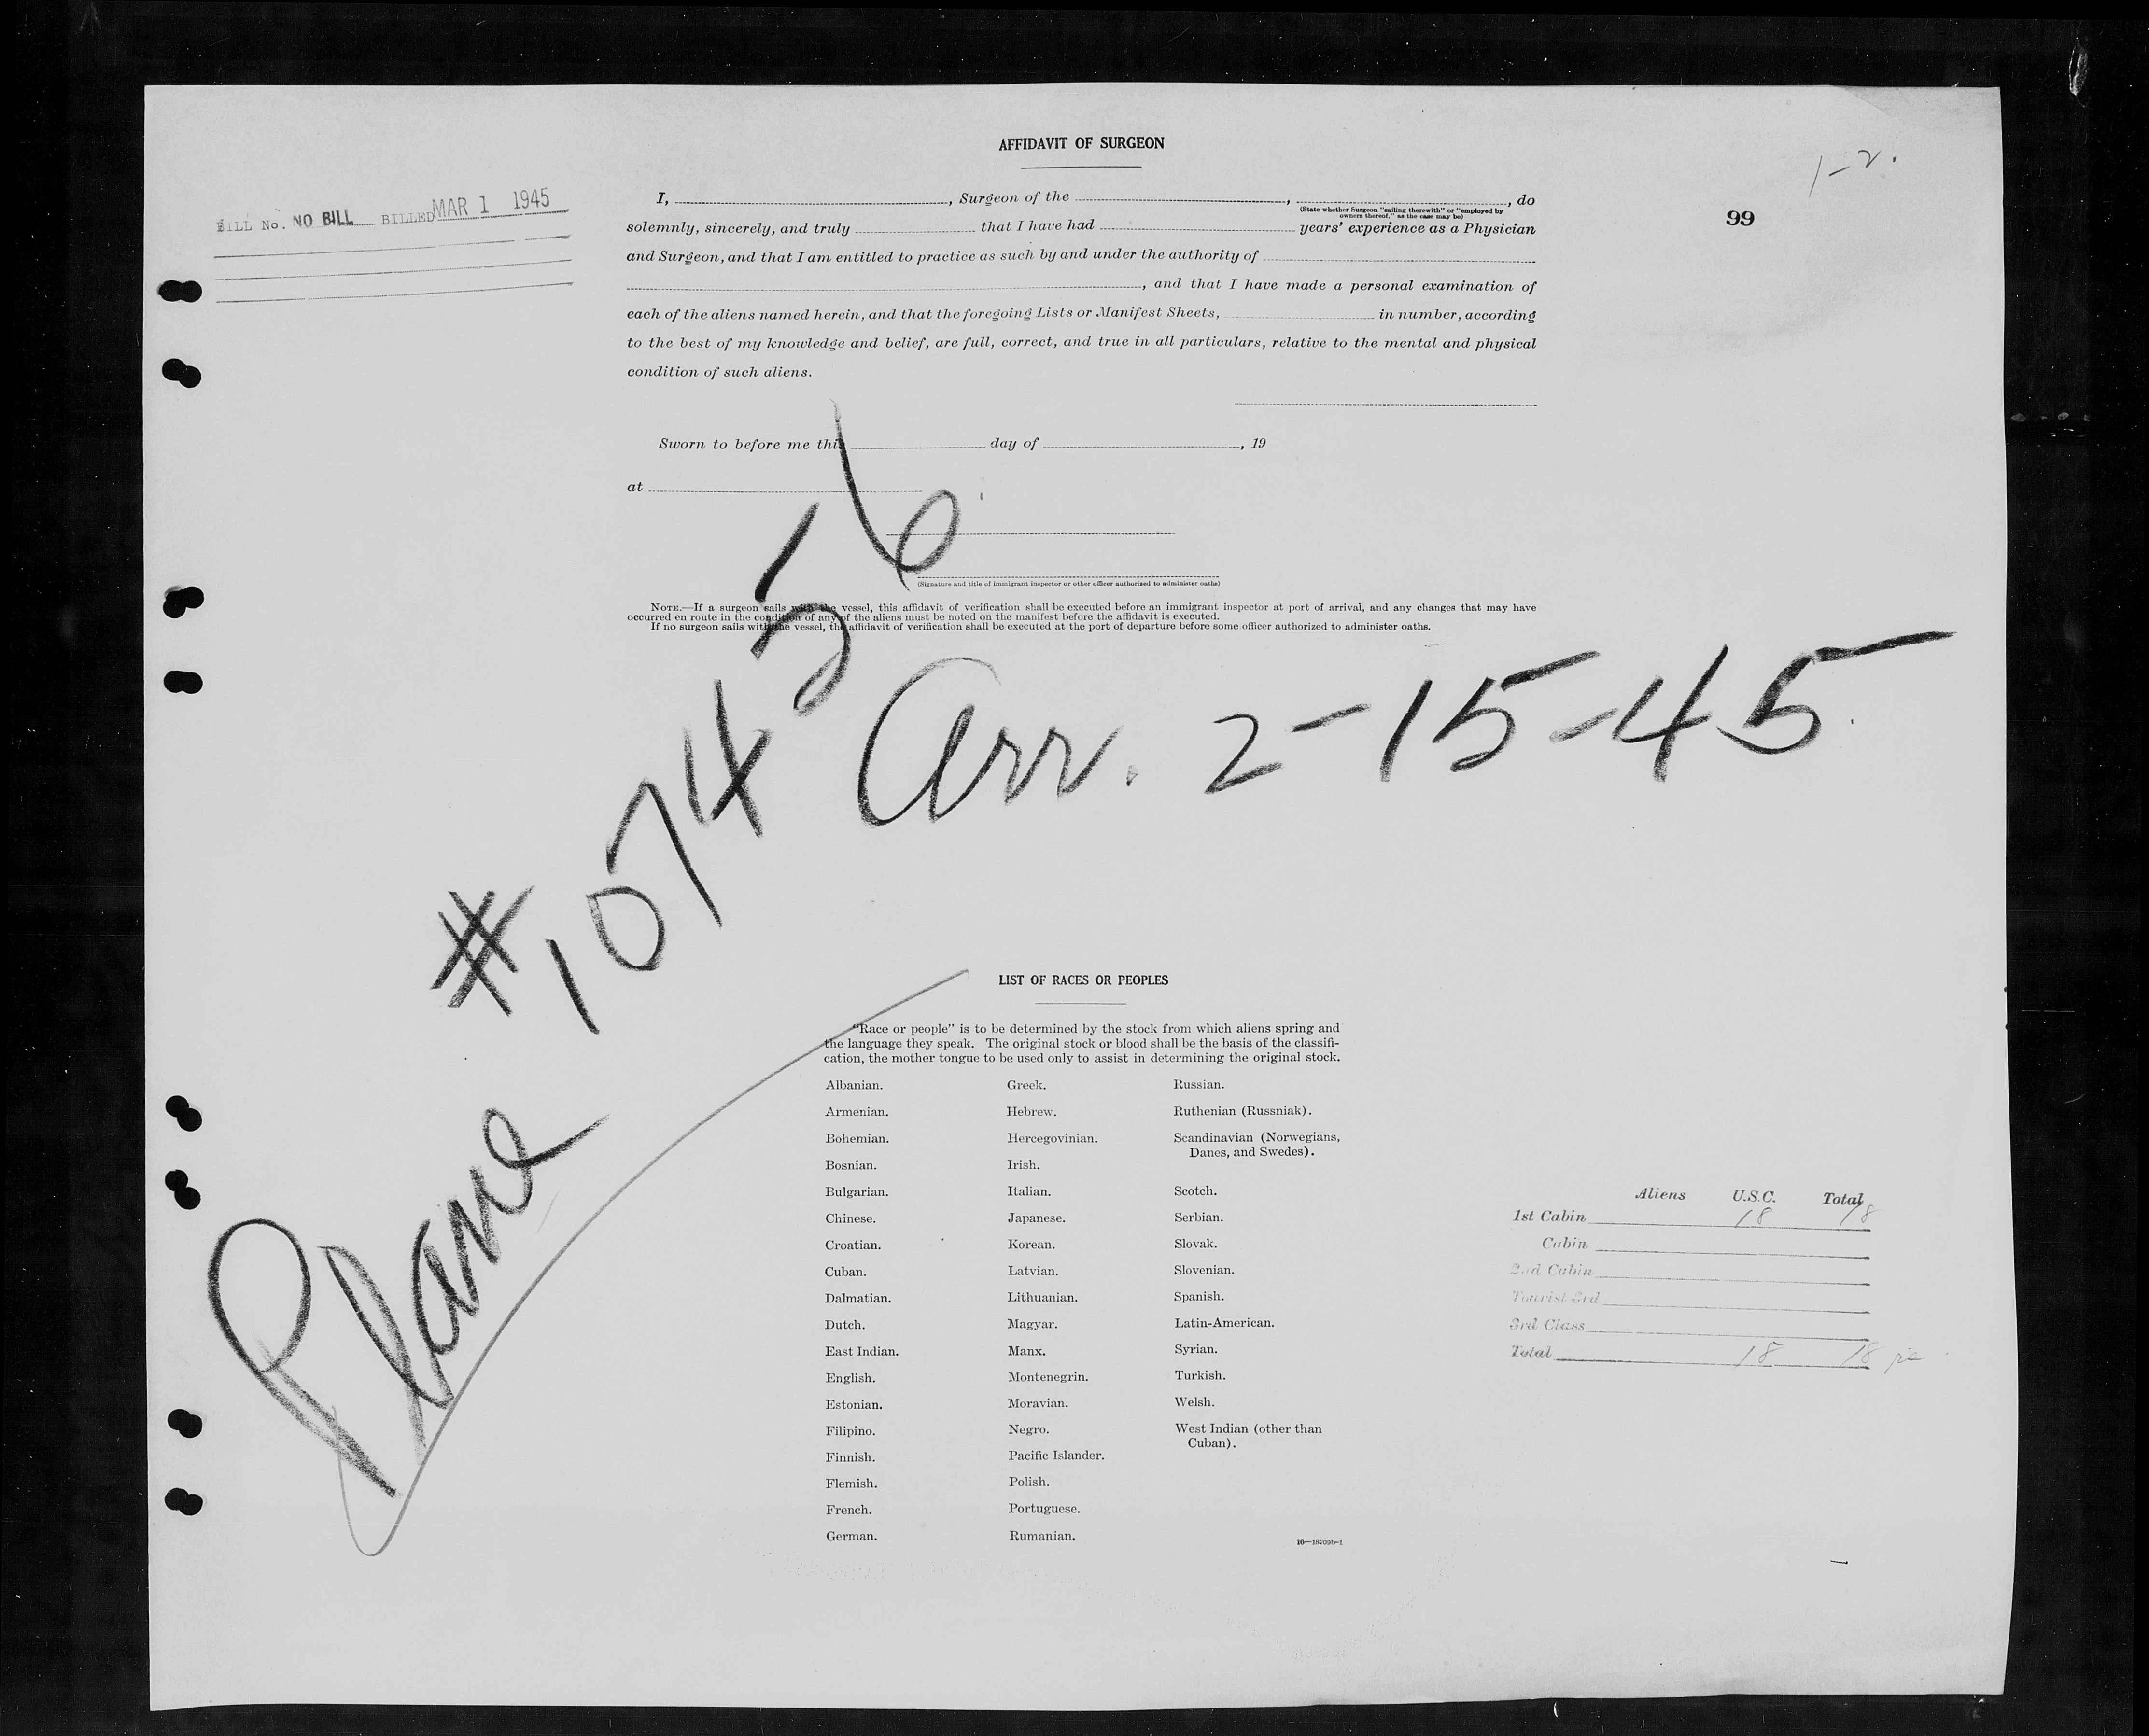 AFFIDAVIT OF SURGEON
1-2.
99
BILL No. NO BILL BILLED MAR 1 1945
I, , Surgeon of the , , do
(State whether Surgeon "sailing therewith" or "employed by
owners thereof," as the case may be)
solemnly, sincerely, and truly that I have had years' experience as a Physician
and Surgeon, and that I am entitled to practice as such by and under the authority of
, and that I have made a personal examination of
each of the aliens named herein, and that the foregoing Lists or Manifest Sheets, in number, according
to the best of my knowledge and belief, are full, correct, and true in all particulars, relative to the mental and physical
condition of such aliens.
Sworn to before me this day of , 19
at
(Signature and title of immigrant inspector or other officer authorized to administer oaths)
NOTE.—If a surgeon sails with the vessel, this affidavit of verification shall be executed before an immigrant inspector at port of arrival, and any changes that may have
occurred en route in the condition of any of the aliens must be noted on the manifest before the affidavit is executed.
If no surgeon sails with the vessel, the affidavit of verification shall be executed at the port of departure before some officer authorized to administer oaths.
Plane
#107456
Arr. 2-15-45
LIST OF RACES OR PEOPLES
"Race or people" is to be determined by the stock from which aliens spring and
the language they speak. The original stock or blood shall be the basis of the classifi-
cation, the mother tongue to be used only to assist in determining the original stock.
Albanian.
Armenian.
Bohemian.
Bosnian.
Bulgarian.
Chinese.
Croatian.
Cuban.
Dalmatian.
Dutch.
East Indian.
English.
Estonian.
Filipino.
Finnish.
Flemish.
French.
German.
Greek.
Hebrew.
Hercegovinian.
Irish.
Italian.
Japanese.
Korean.
Latvian.
Lithuanian.
Magyar.
Manx.
Montenegrin.
Moravian.
Negro.
Pacific Islander.
Polish.
Portuguese.
Rumanian.
Russian.
Ruthenian (Russniak).
Scandinavian (Norwegians,
Danes, and Swedes).
Scotch.
Serbian.
Slovak.
Slovenian.
Spanish.
Latin-American.
Syrian.
Turkish.
Welsh.
West Indian (other than
Cuban).
16—18709b-1
Aliens U.S.C. Total
1st Cabin 18 18
Cabin
2nd Cabin
Tourist 3rd
3rd Class
Total 18 18